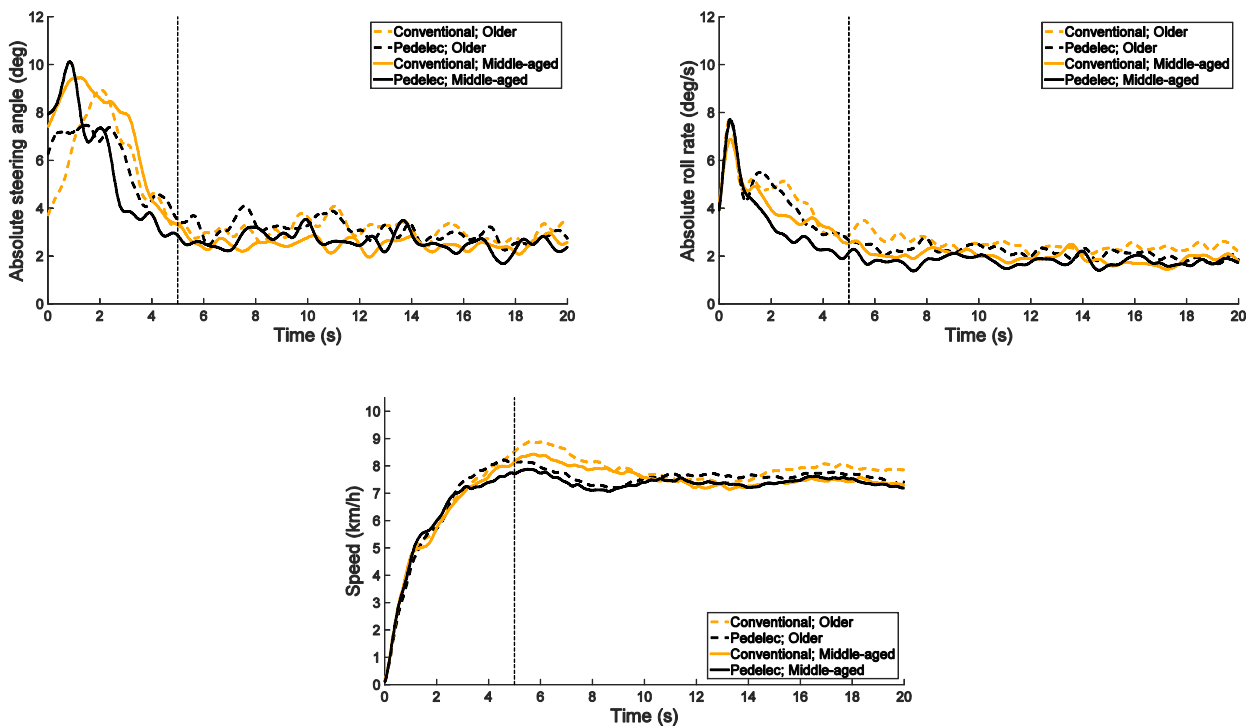 Absolute steering angle (deg)
12
10
8
6
4
2
0
0 2 4 6 8 10 12 14 16 18 20
Time (s)
Conventional; Older
Pedelec; Older
Conventional; Middle-aged
Pedelec; Middle-aged
Absolute roll rate (deg/s)
12
10
8
6
4
2
0
0 2 4 6 8 10 12 14 16 18 20
Time (s)
Conventional; Older
Pedelec; Older
Conventional; Middle-aged
Pedelec; Middle-aged
Speed (km/h)
10
9
8
7
6
5
4
3
2
1
0
0 2 4 6 8 10 12 14 16 18 20
Time (s)
Conventional; Older
Pedelec; Older
Conventional; Middle-aged
Pedelec; Middle-aged